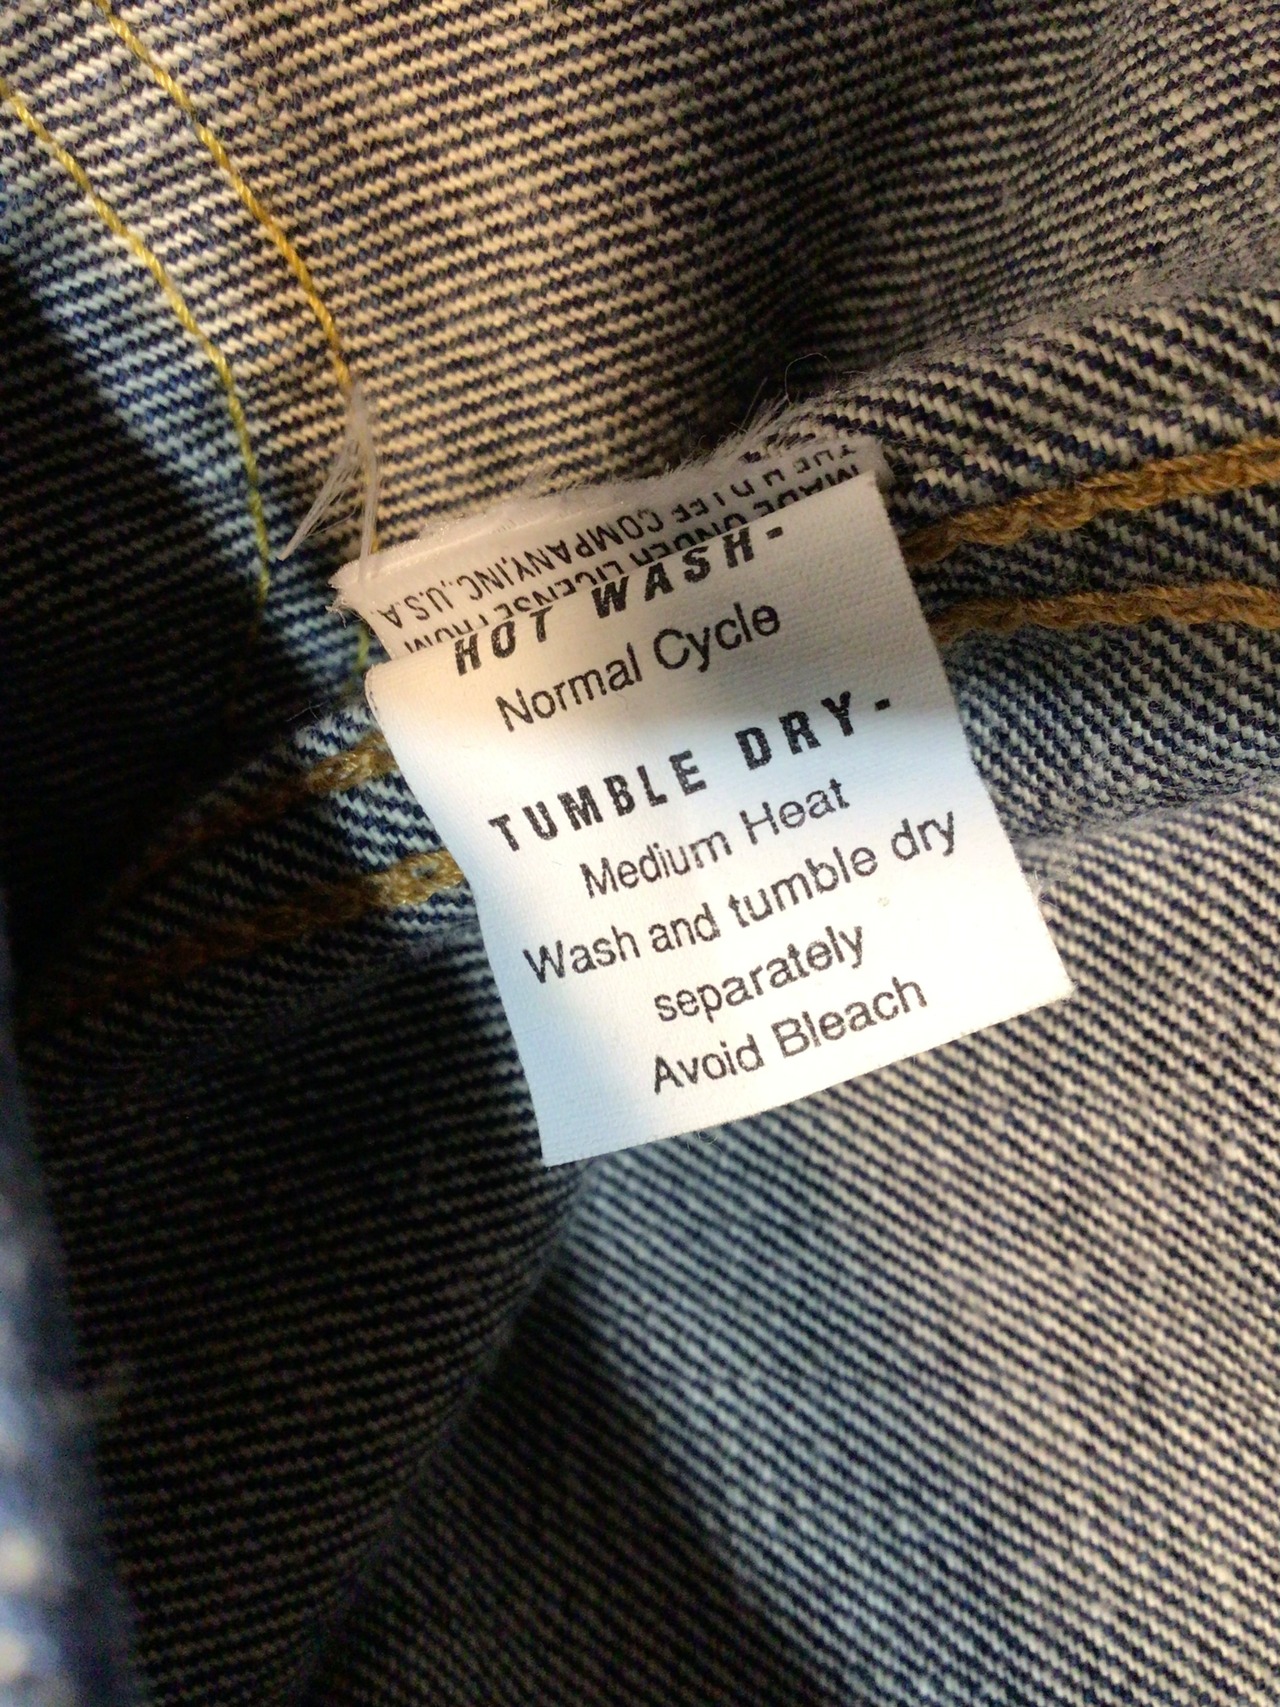 HOT WASH-
Normal Cycle
TUMBLE DRY-
Medium Heat
Wash and tumble dry
separately
Avoid Bleach
MADE UNDER LICENSE FROM
THE H D LEE COMPANY,INC.,U.S.A.